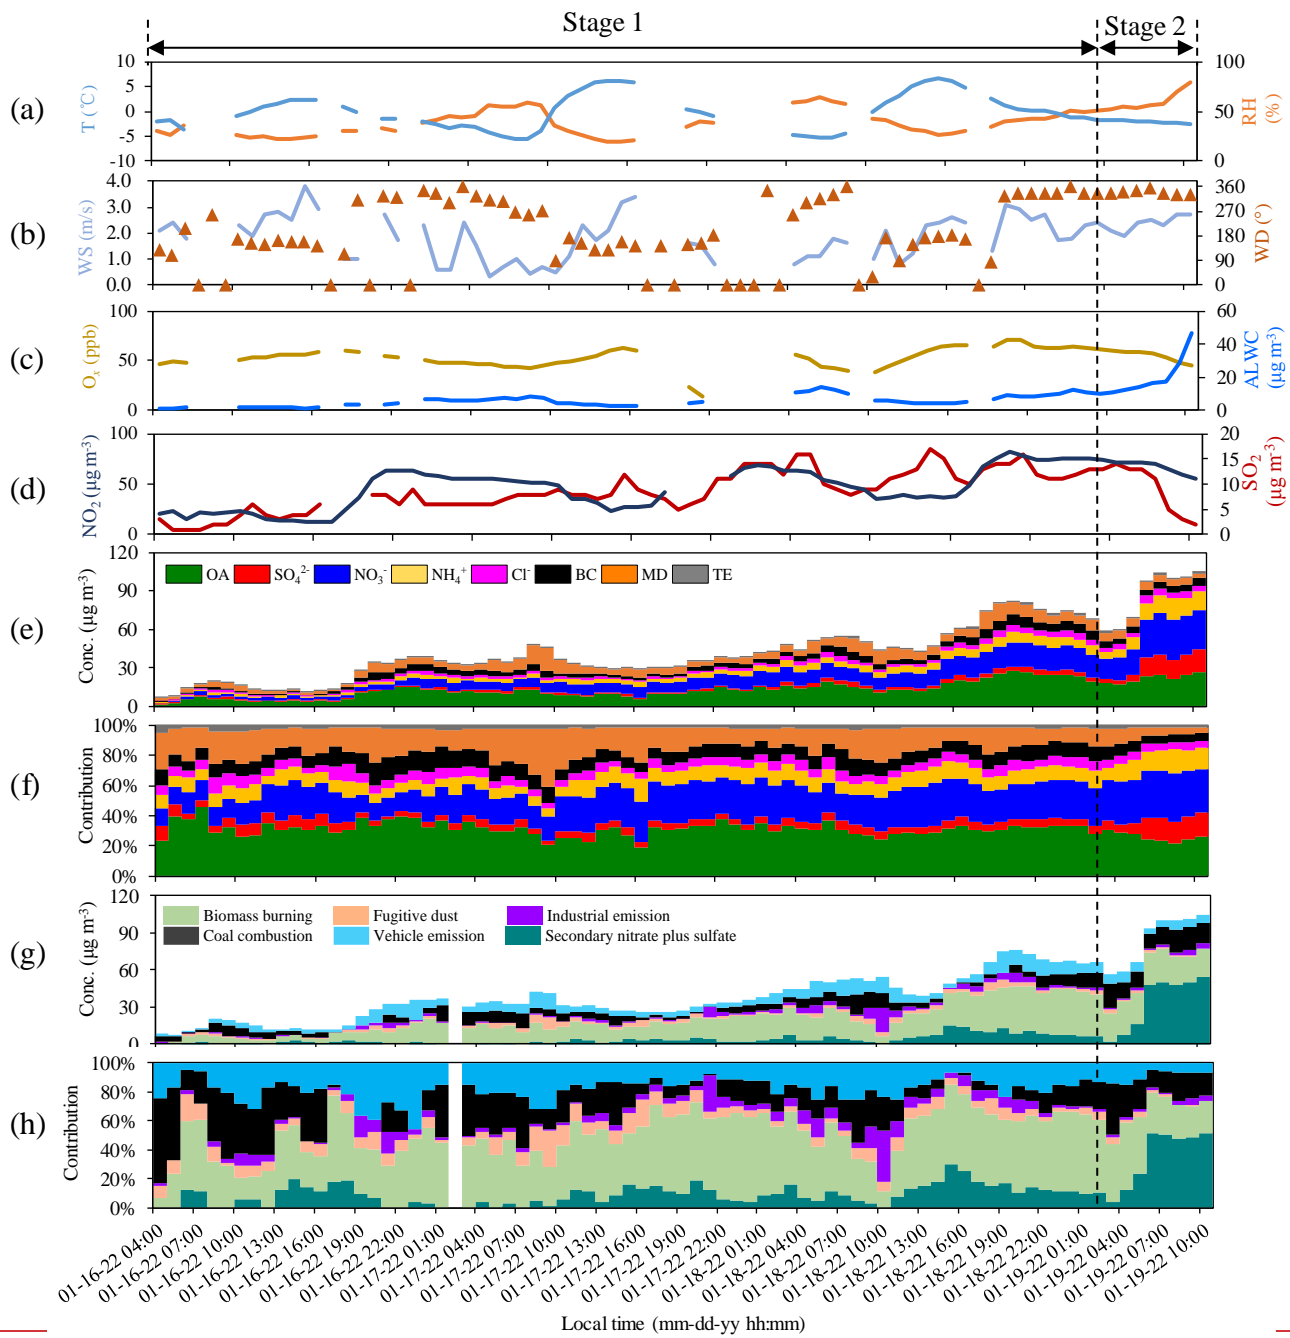 Stage 1
Stage 2
(a)
T (℃)
10
5
0
-5
-10
100
50
0
RH
(%)
(b)
WS (m/s)
4.0
3.0
2.0
1.0
0.0
360
270
180
90
0
WD (°)
(c)
Oₓ (ppb)
100
50
0
60
40
20
0
ALWC
(μg m⁻³)
(d)
NO₂ (μg m⁻³)
100
50
0
20
15
10
5
0
SO₂
(μg m⁻³)
(e)
Conc. (μg m⁻³)
120
90
60
30
0
OA SO₄²⁻ NO₃⁻ NH₄⁺ Cl⁻ BC MD TE
(f)
Contribution
100%
80%
60%
40%
20%
0%
(g)
Conc. (μg m⁻³)
120
90
60
30
0
Biomass burning Fugitive dust Industrial emission
Coal combustion Vehicle emission Secondary nitrate plus sulfate
(h)
Contribution
100%
80%
60%
40%
20%
0%
01-16-22 04:00
01-16-22 07:00
01-16-22 10:00
01-16-22 13:00
01-16-22 16:00
01-16-22 19:00
01-16-22 22:00
01-17-22 01:00
01-17-22 04:00
01-17-22 07:00
01-17-22 10:00
01-17-22 13:00
01-17-22 16:00
01-17-22 19:00
01-17-22 22:00
01-18-22 01:00
01-18-22 04:00
01-18-22 07:00
01-18-22 10:00
01-18-22 13:00
01-18-22 16:00
01-18-22 19:00
01-18-22 22:00
01-19-22 01:00
01-19-22 04:00
01-19-22 07:00
01-19-22 10:00
Local time (mm-dd-yy hh:mm)